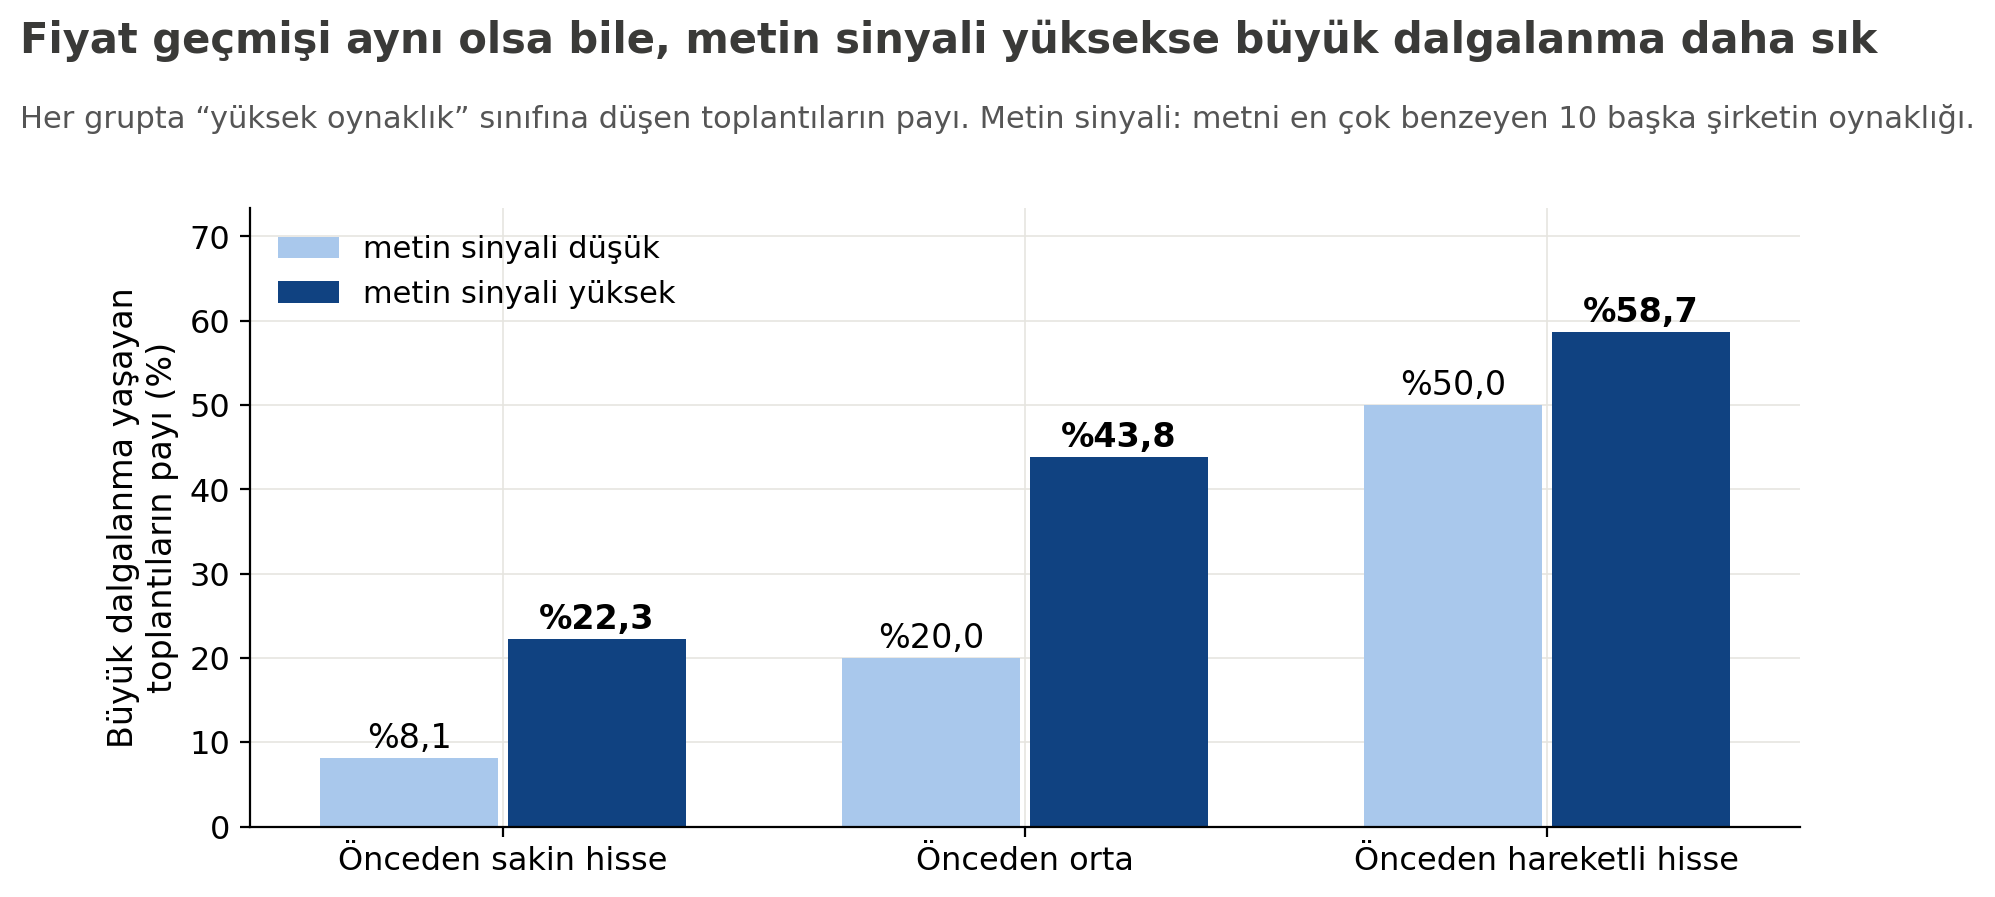 Fiyat geçmişi aynı olsa bile, metin sinyali yüksekse büyük dalgalanma daha sık
Her grupta “yüksek oynaklık” sınıfına düşen toplantıların payı. Metin sinyali: metni en çok benzeyen 10 başka şirketin oynaklığı.
Büyük dalgalanma yaşayan
toplantıların payı (%)
70
60
50
40
30
20
10
0
metin sinyali düşük
metin sinyali yüksek
%8,1
%22,3
%20,0
%43,8
%50,0
%58,7
Önceden sakin hisse
Önceden orta
Önceden hareketli hisse